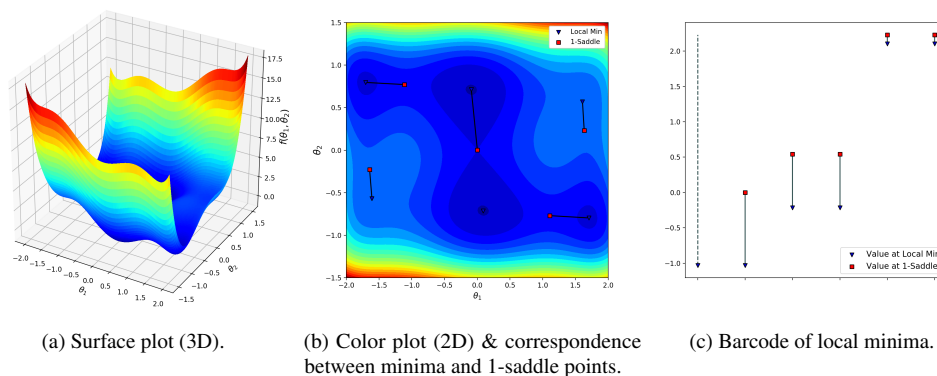 17.5
15.0
12.5
10.0
7.5
5.0
2.5
0.0
f(θ₁, θ₂)
−2.0 −1.5 −1.0 −0.5 0.0 0.5 1.0 1.5 2.0
θ₂
1.5
1.0
0.5
0.0
−0.5
−1.0
−1.5
θ₂
Local Min
1-Saddle
1.5
1.0
0.5
0.0
−0.5
−1.0
−1.5
θ₂
−2.0 −1.5 −1.0 −0.5 0.0 0.5 1.0 1.5 2.0
θ₁
2.0
1.5
1.0
0.5
0.0
−0.5
−1.0
Value at Local Min
Value at 1-Saddle
(a) Surface plot (3D).
(b) Color plot (2D) & correspondence
between minima and 1-saddle points.
(c) Barcode of local minima.